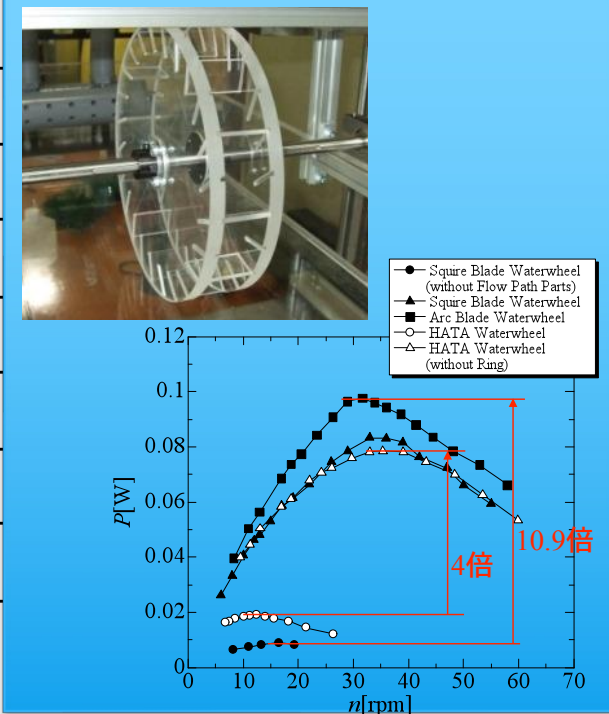 Squire Blade Waterwheel
(without Flow Path Parts)
Squire Blade Waterwheel
Arc Blade Waterwheel
HATA Waterwheel
HATA Waterwheel
(without Ring)
0.12
0.1
0.08
0.06
0.04
0.02
0
P[W]
10.9倍
4倍
0 10 20 30 40 50 60 70
n[rpm]